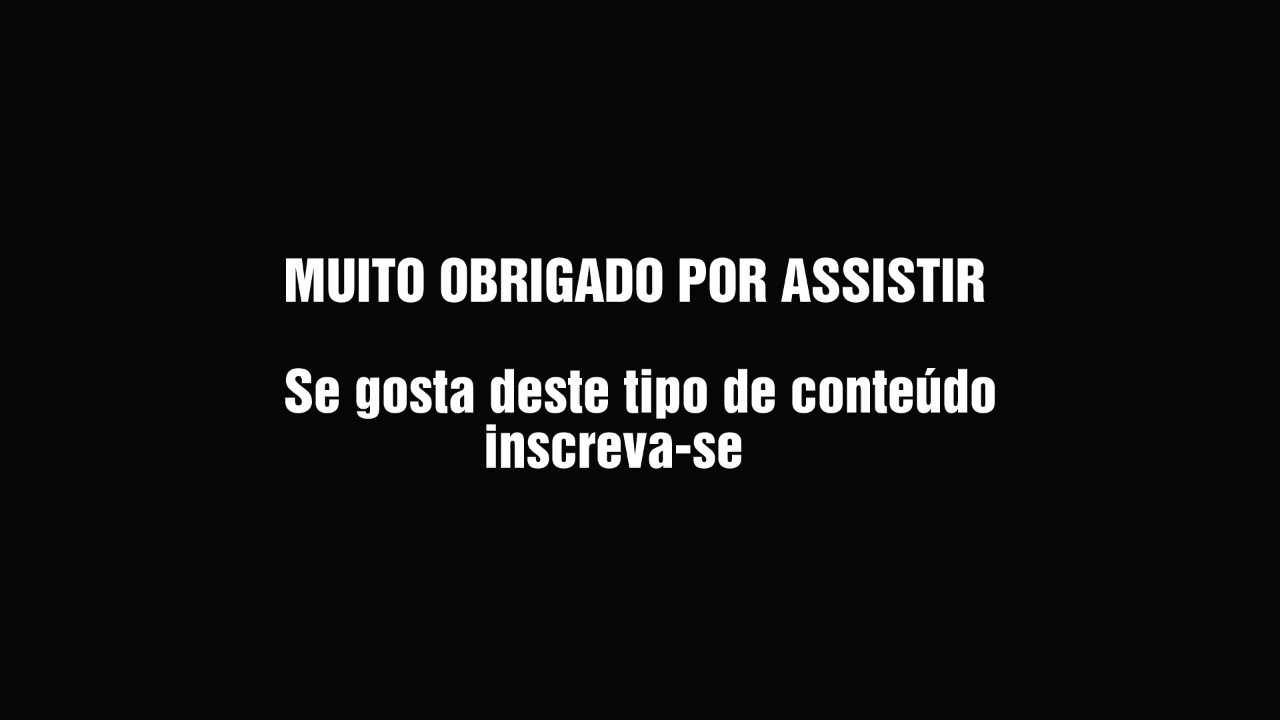 MUITO OBRIGADO POR ASSISTIR
Se gosta deste tipo de conteúdo
inscreva-se